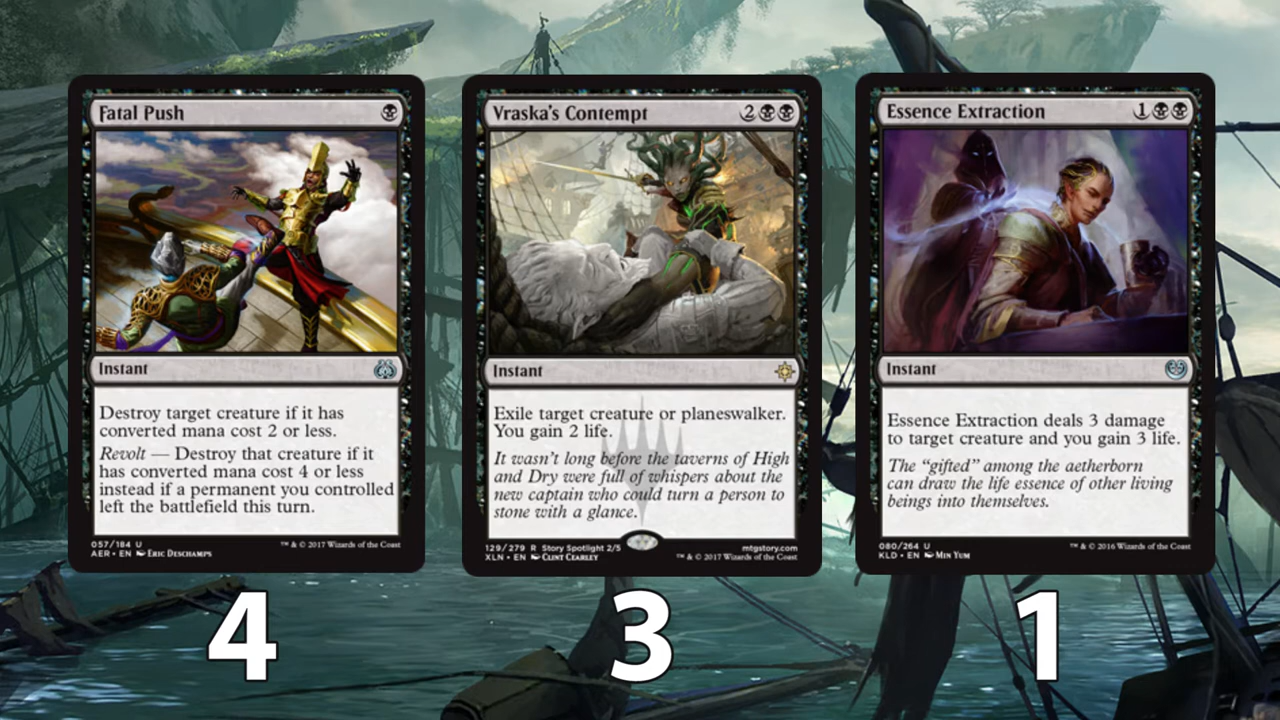 Fatal Push
Instant
Destroy target creature if it has
converted mana cost 2 or less.
Revolt — Destroy that creature if it
has converted mana cost 4 or less
instead if a permanent you controlled
left the battlefield this turn.
057/184 U
™ & © 2017 Wizards of the Coast
AER • EN Eric Deschamps
4
Vraska's Contempt 2
Instant
Exile target creature or planeswalker.
You gain 2 life.
It wasn't long before the taverns of High
and Dry were full of whispers about the
new captain who could turn a person to
stone with a glance.
129/279 R Story Spotlight 2/5
mtgstory.com
XLN • EN Clint Cearley
™ & © 2017 Wizards of the Coast
3
Essence Extraction 1
Instant
Essence Extraction deals 3 damage
to target creature and you gain 3 life.
The “gifted” among the aetherborn
can draw the life essence of other living
beings into themselves.
080/264 U
™ & © 2016 Wizards of the Coast
KLD • EN Min Yum
1